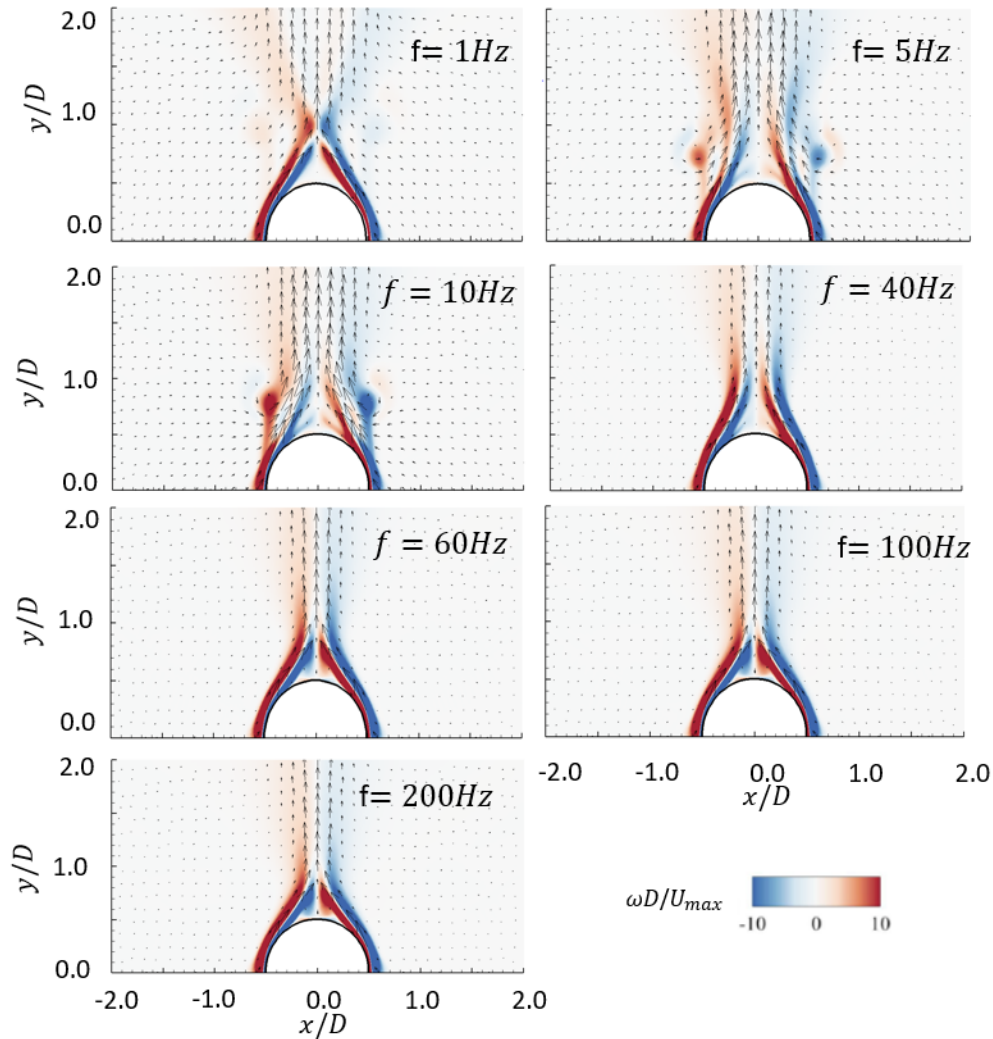 2.0
1.0
0.0
y/D
f= 1Hz
f= 5Hz
2.0
1.0
0.0
y/D
f = 10Hz
f = 40Hz
2.0
1.0
0.0
y/D
f = 60Hz
f= 100Hz
-2.0 -1.0 0.0 1.0 2.0
x/D
2.0
1.0
0.0
y/D
f= 200Hz
-2.0 -1.0 0.0 1.0 2.0
x/D
ωD/U_max
-10 0 10